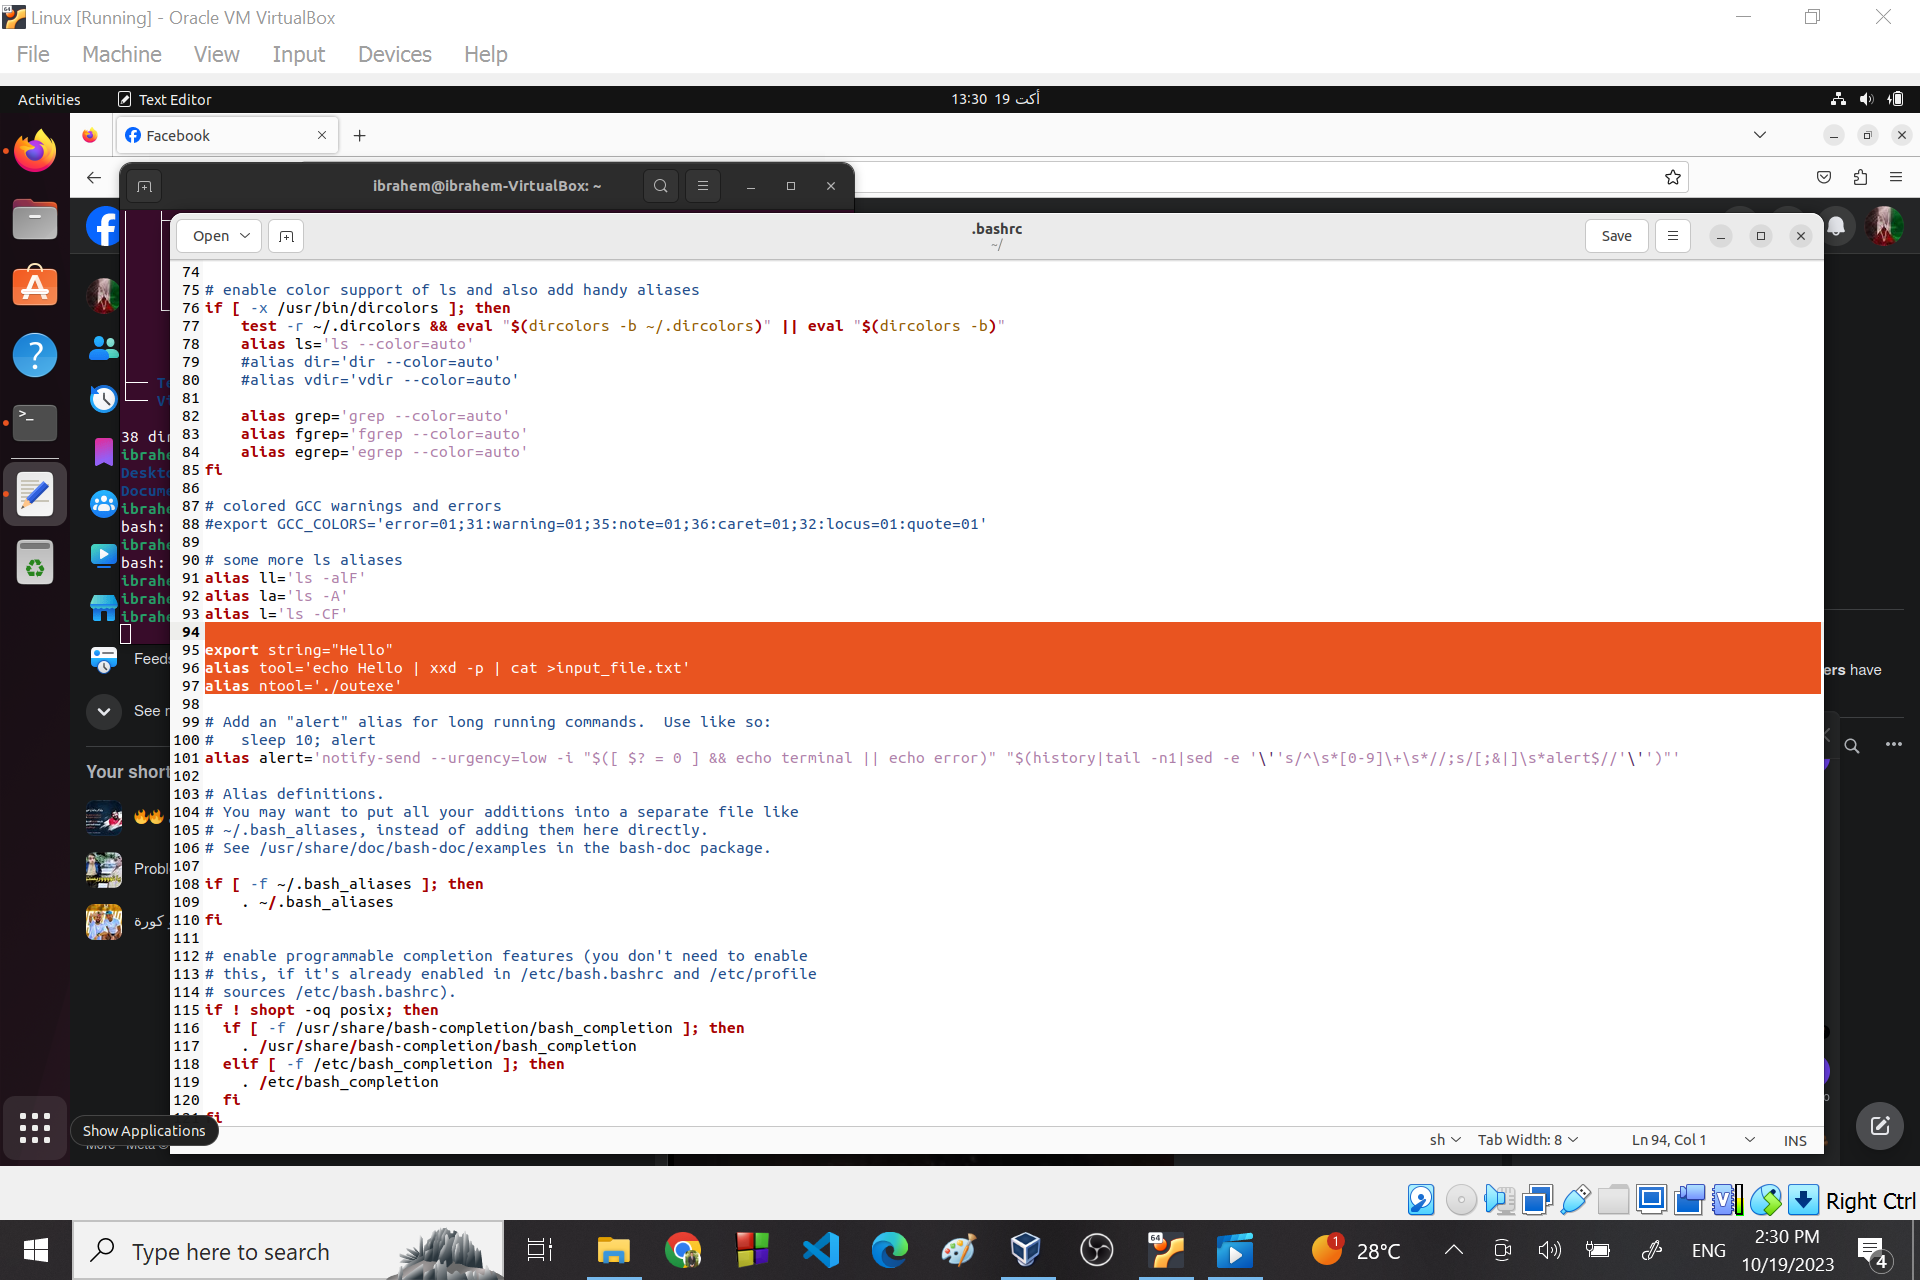 Linux [Running] - Oracle VM VirtualBox
File Machine View Input Devices Help
Activities Text Editor 13:30 19 أكت
Facebook
ibrahem@ibrahem-VirtualBox: ~
Open .bashrc Save
~/
74
75 # enable color support of ls and also add handy aliases
76 if [ -x /usr/bin/dircolors ]; then
77     test -r ~/.dircolors && eval "$(dircolors -b ~/.dircolors)" || eval "$(dircolors -b)"
78     alias ls='ls --color=auto'
79     #alias dir='dir --color=auto'
80     #alias vdir='vdir --color=auto'
81
82     alias grep='grep --color=auto'
83     alias fgrep='fgrep --color=auto'
84     alias egrep='egrep --color=auto'
85 fi
86
87 # colored GCC warnings and errors
88 #export GCC_COLORS='error=01;31:warning=01;35:note=01;36:caret=01;32:locus=01:quote=01'
89
90 # some more ls aliases
91 alias ll='ls -alF'
92 alias la='ls -A'
93 alias l='ls -CF'
94
95 export string="Hello"
96 alias tool='echo Hello | xxd -p | cat >input_file.txt'
97 alias ntool='./outexe'
98
99 # Add an "alert" alias for long running commands.  Use like so:
100 #   sleep 10; alert
101 alias alert='notify-send --urgency=low -i "$([ $? = 0 ] && echo terminal || echo error)" "$(history|tail -n1|sed -e '\''s/^\s*[0-9]\+\s*//;s/[;&|]\s*alert$//'\'')"'
102
103 # Alias definitions.
104 # You may want to put all your additions into a separate file like
105 # ~/.bash_aliases, instead of adding them here directly.
106 # See /usr/share/doc/bash-doc/examples in the bash-doc package.
107
108 if [ -f ~/.bash_aliases ]; then
109     . ~/.bash_aliases
110 fi
111
112 # enable programmable completion features (you don't need to enable
113 # this, if it's already enabled in /etc/bash.bashrc and /etc/profile
114 # sources /etc/bash.bashrc).
115 if ! shopt -oq posix; then
116   if [ -f /usr/share/bash-completion/bash_completion ]; then
117     . /usr/share/bash-completion/bash_completion
118   elif [ -f /etc/bash_completion ]; then
119     . /etc/bash_completion
120   fi
121 fi
sh Tab Width: 8 Ln 94, Col 1 INS
38 dir
ibrahe
Deskto
Docume
ibrahe
bash:
ibrahe
bash:
ibrahe
ibrahe
ibrahe
Feeds
See
Your short
Probl
كورة
ers have
Show Applications
Right Ctrl
Type here to search
64
1
28°C
ENG
2:30 PM
10/19/2023
4